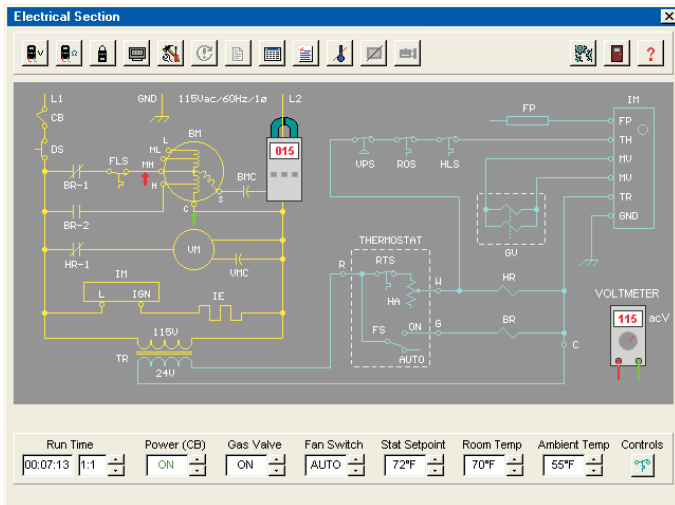 Electrical Section
V
Ω
?
L1
GND
115Vac/60Hz/1ø
L2
CB
DS
BM
L
ML
MH
H
FLS
BR-1
BMC
S
C
015
BR-2
HR-1
VM
VMC
IM
L
IGN
IE
115V
TR
24V
FP
IM
FP
TH
MV
MV
TR
GND
VPS
ROS
HLS
GV
THERMOSTAT
R
RTS
HA
W
HR
FS
ON
G
BR
AUTO
C
VOLTMETER
115
acV
Run Time
Power (CB)
Gas Valve
Fan Switch
Stat Setpoint
Room Temp
Ambient Temp
Controls
00:07:13
1:1
ON
ON
AUTO
72°F
70°F
55°F